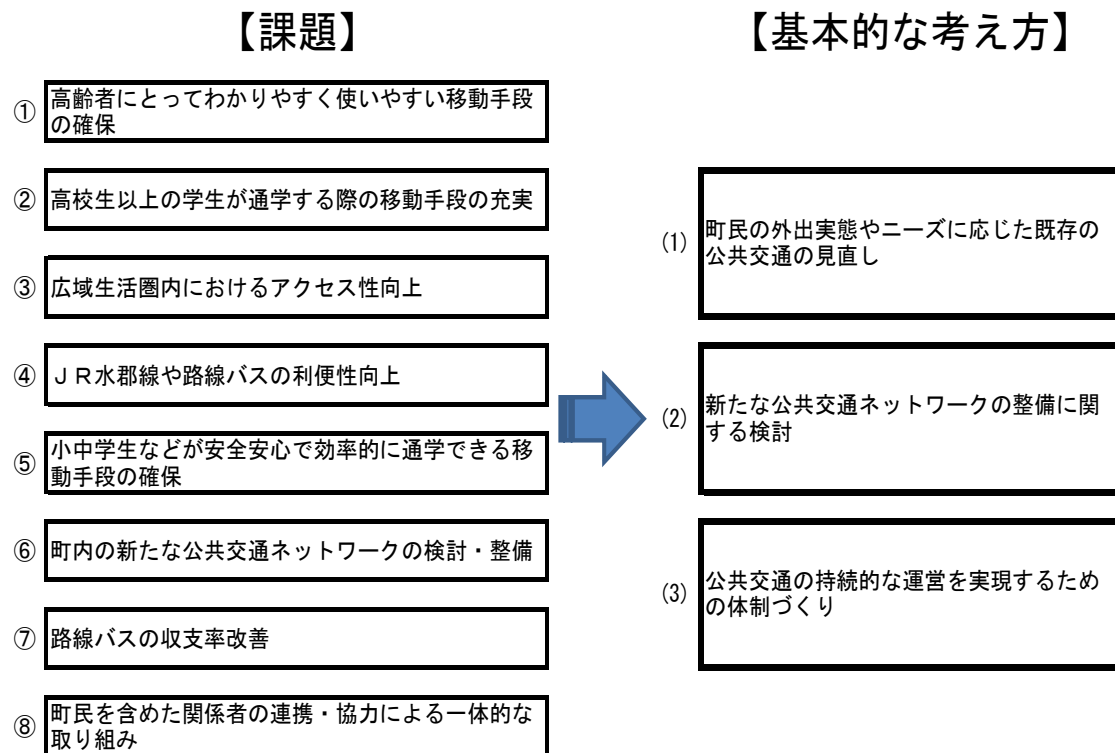 【課題】
① 高齢者にとってわかりやすく使いやすい移動手段
の確保
② 高校生以上の学生が通学する際の移動手段の充実
③ 広域生活圏内におけるアクセス性向上
④ ＪＲ水郡線や路線バスの利便性向上
⑤ 小中学生などが安全安心で効率的に通学できる移
動手段の確保
⑥ 町内の新たな公共交通ネットワークの検討・整備
⑦ 路線バスの収支率改善
⑧ 町民を含めた関係者の連携・協力による一体的な
取り組み
【基本的な考え方】
(1) 町民の外出実態やニーズに応じた既存の
公共交通の見直し
(2) 新たな公共交通ネットワークの整備に関
する検討
(3) 公共交通の持続的な運営を実現するため
の体制づくり